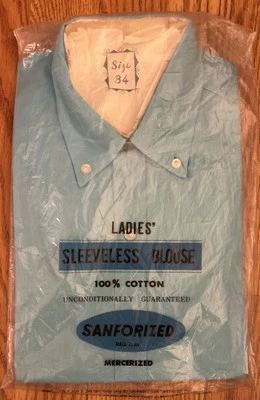 Size
34
LADIES'
SLEEVELESS BLOUSE
100% COTTON
UNCONDITIONALLY GUARANTEED
SANFORIZED
MERCERIZED